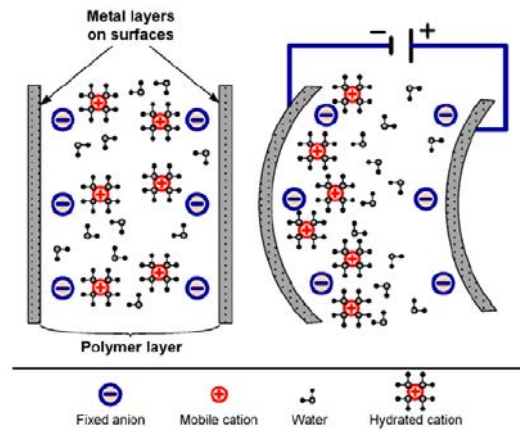 Metal layers
on surfaces
− +
Polymer layer
Fixed anion
Mobile cation
Water
Hydrated cation